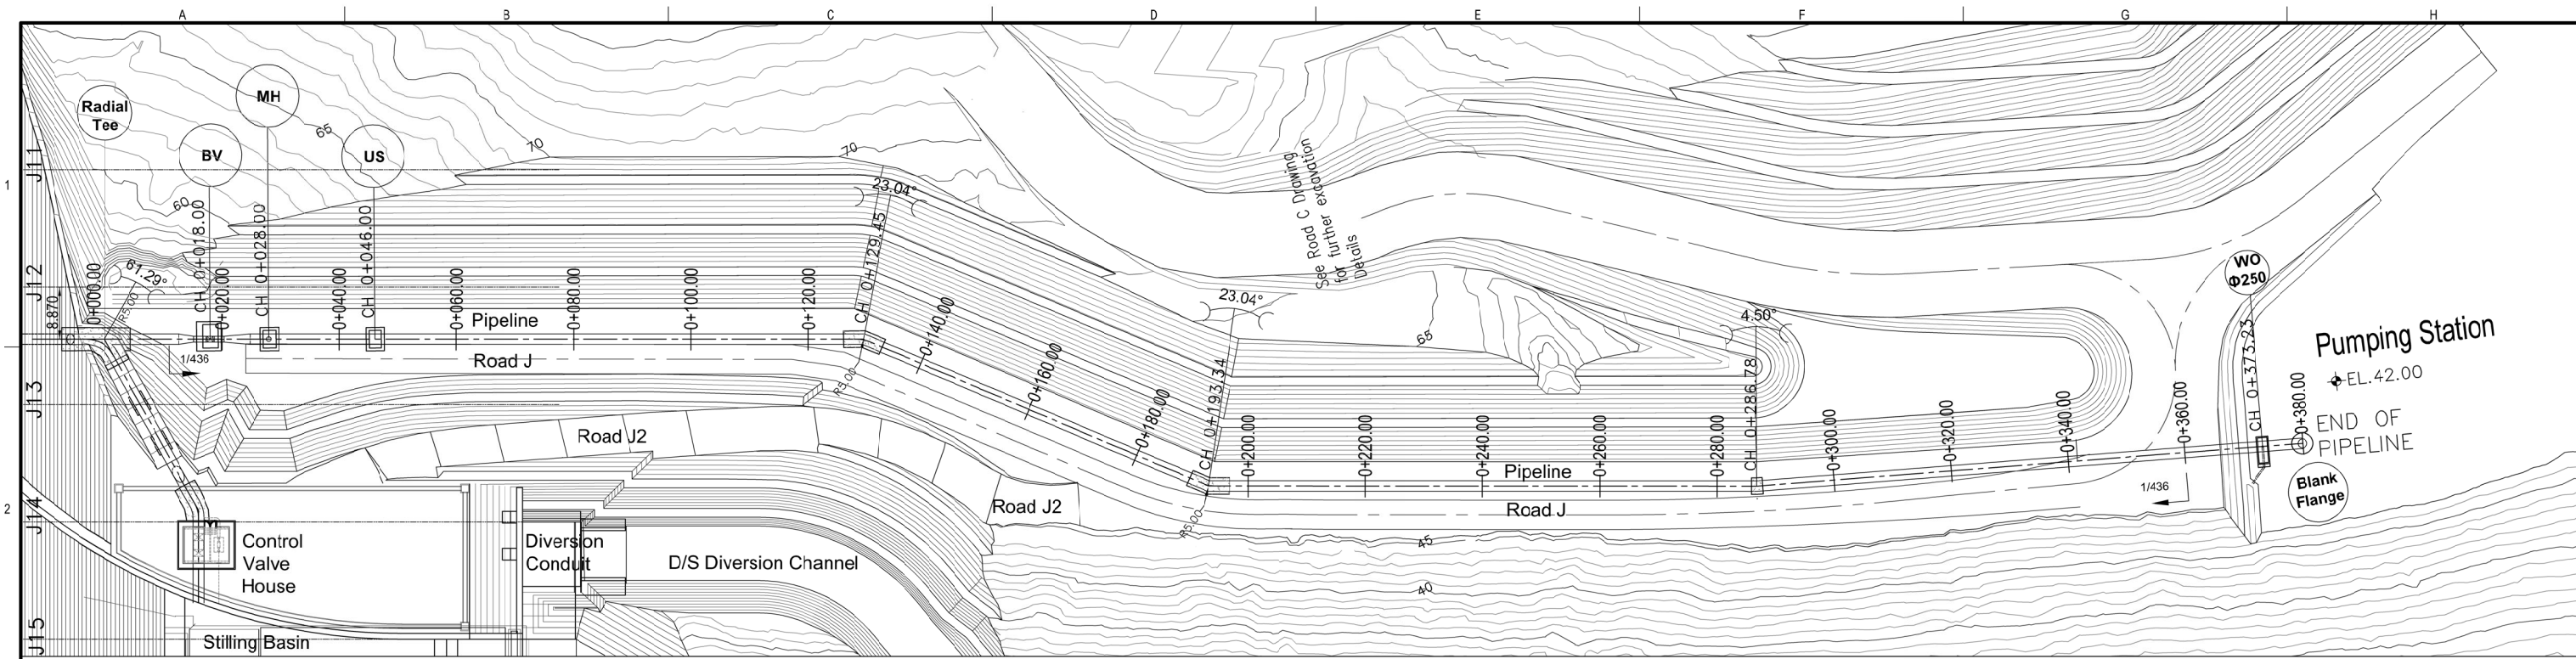 A
B
C
D
E
F
G
H
1
2
J11
J12
J13
J14
J15
Radial
Tee
MH
BV
US
65
60
70
70
CH 0+018.00
CH 0+028.00
CH 0+046.00
61.29°
R5.00
8.870
0+000.00
0+020.00
0+040.00
0+060.00
0+080.00
0+100.00
0+120.00
23.04°
CH 0+129.45
Pipeline
1/436
Road J
R5.00
0+140.00
0+160.00
0+180.00
See Road C Drawing
for further excavation
Details
23.04°
CH 0+193.34
R5.00
65
0+200.00
0+220.00
0+240.00
0+260.00
0+280.00
4.50°
CH 0+286.78
0+300.00
0+320.00
0+340.00
0+360.00
0+380.00
Pipeline
Road J
WO
Φ250
CH 0+373.23
Pumping Station
EL.42.00
END OF
PIPELINE
Blank
Flange
1/436
45
40
Road J2
Road J2
Control
Valve
House
Diversion
Conduit
D/S Diversion Channel
Stilling Basin